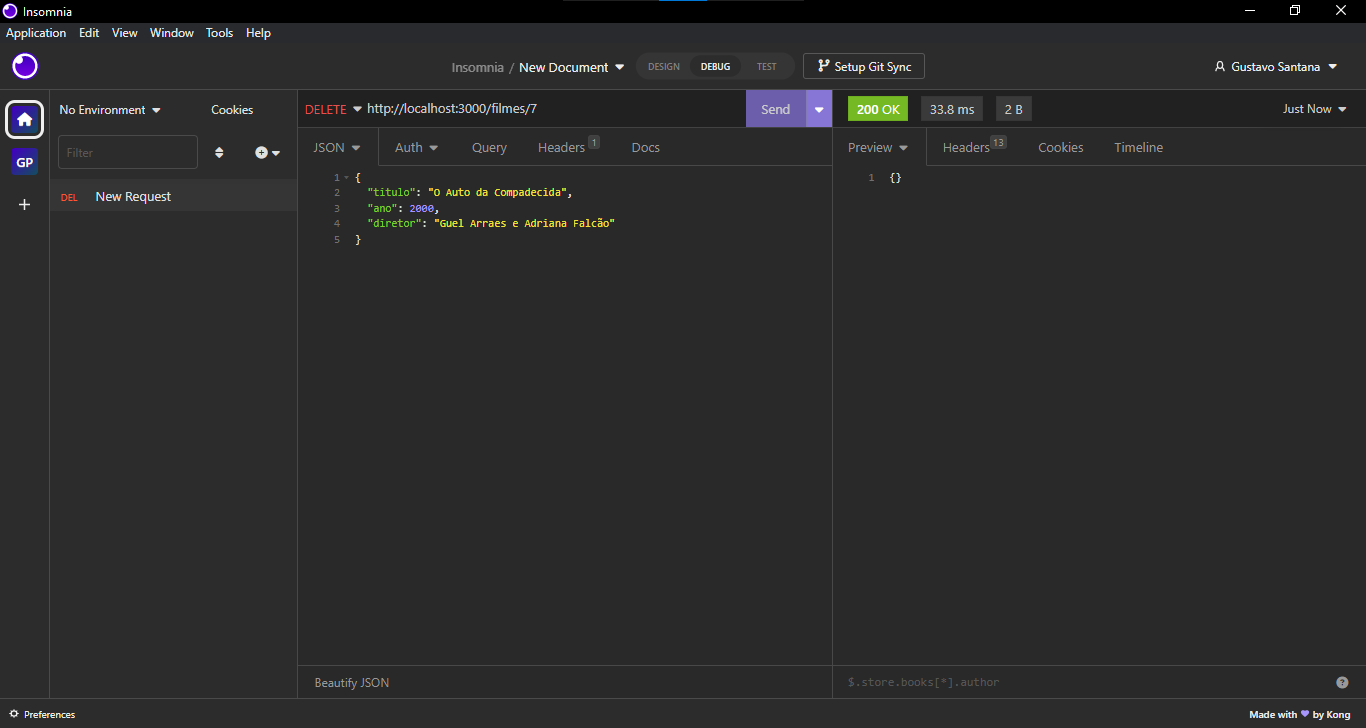 Insomnia
Application Edit View Window Tools Help
Insomnia / New Document DESIGN DEBUG TEST Setup Git Sync Gustavo Santana
No Environment Cookies DELETE http://localhost:3000/filmes/7 Send 200 OK 33.8 ms 2 B Just Now
Filter JSON Auth Query Headers 1 Docs Preview Headers 13 Cookies Timeline
GP
1 { 1 {}
2 "titulo": "O Auto da Compadecida",
DEL New Request
3 "ano": 2000,
4 "diretor": "Guel Arraes e Adriana Falcão"
5 }
Beautify JSON $.store.books[*].author ?
Preferences Made with ♥ by Kong